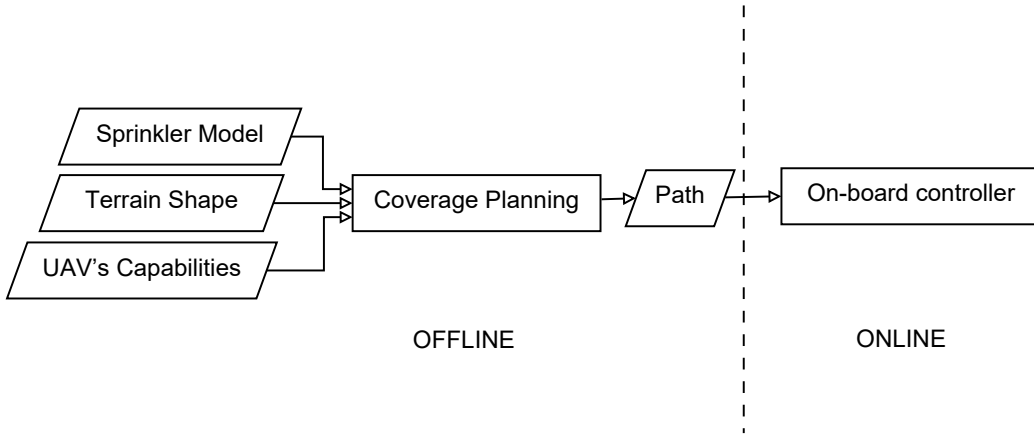 Sprinkler Model
Terrain Shape
UAV's Capabilities
Coverage Planning
Path
On-board controller
OFFLINE
ONLINE